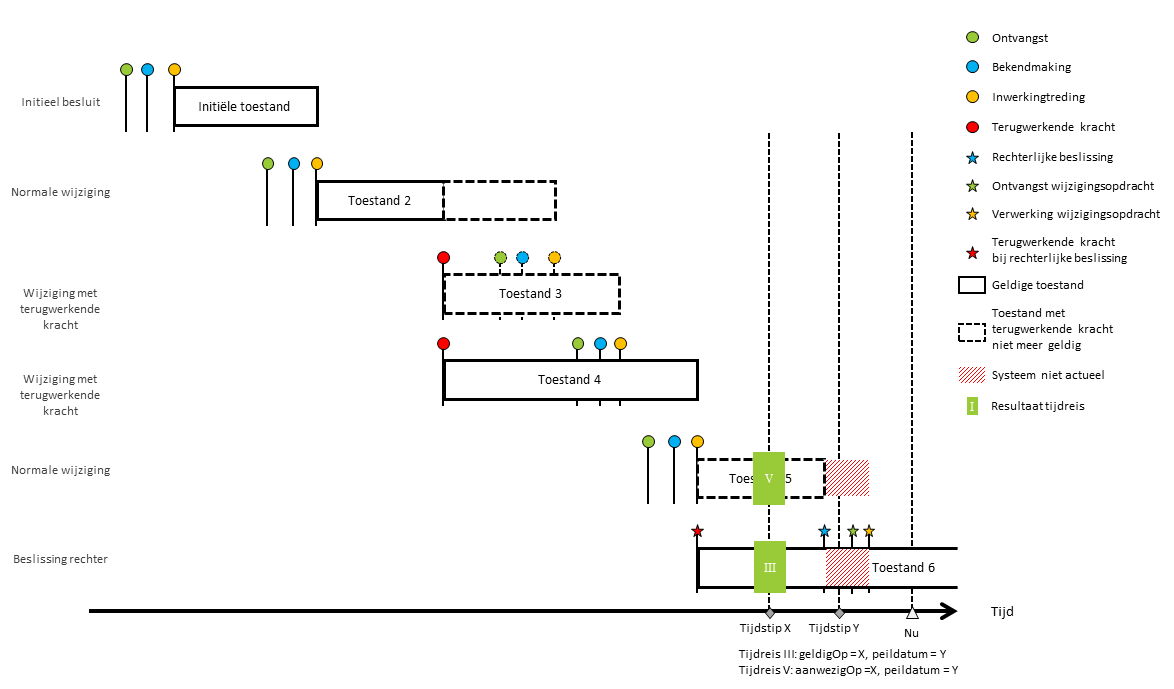 Initieel besluit
Initiële toestand
Normale wijziging
Toestand 2
Wijziging met
terugwerkende
kracht
Toestand 3
Wijziging met
terugwerkende
kracht
Toestand 4
Normale wijziging
V
5
Beslissing rechter
III
Toestand 6
Tijd
Tijdstip X
Tijdstip Y
Nu
Tijdreis III: geldigOp = X, peildatum = Y
Tijdreis V: aanwezigOp =X, peildatum = Y
Ontvangst
Bekendmaking
Inwerkingtreding
Terugwerkende kracht
Rechterlijke beslissing
Ontvangst wijzigingsopdracht
Verwerking wijzigingsopdracht
Terugwerkende kracht
bij rechterlijke beslissing
Geldige toestand
Toestand met
terugwerkende kracht
niet meer geldig
Systeem niet actueel
I
Resultaat tijdreis